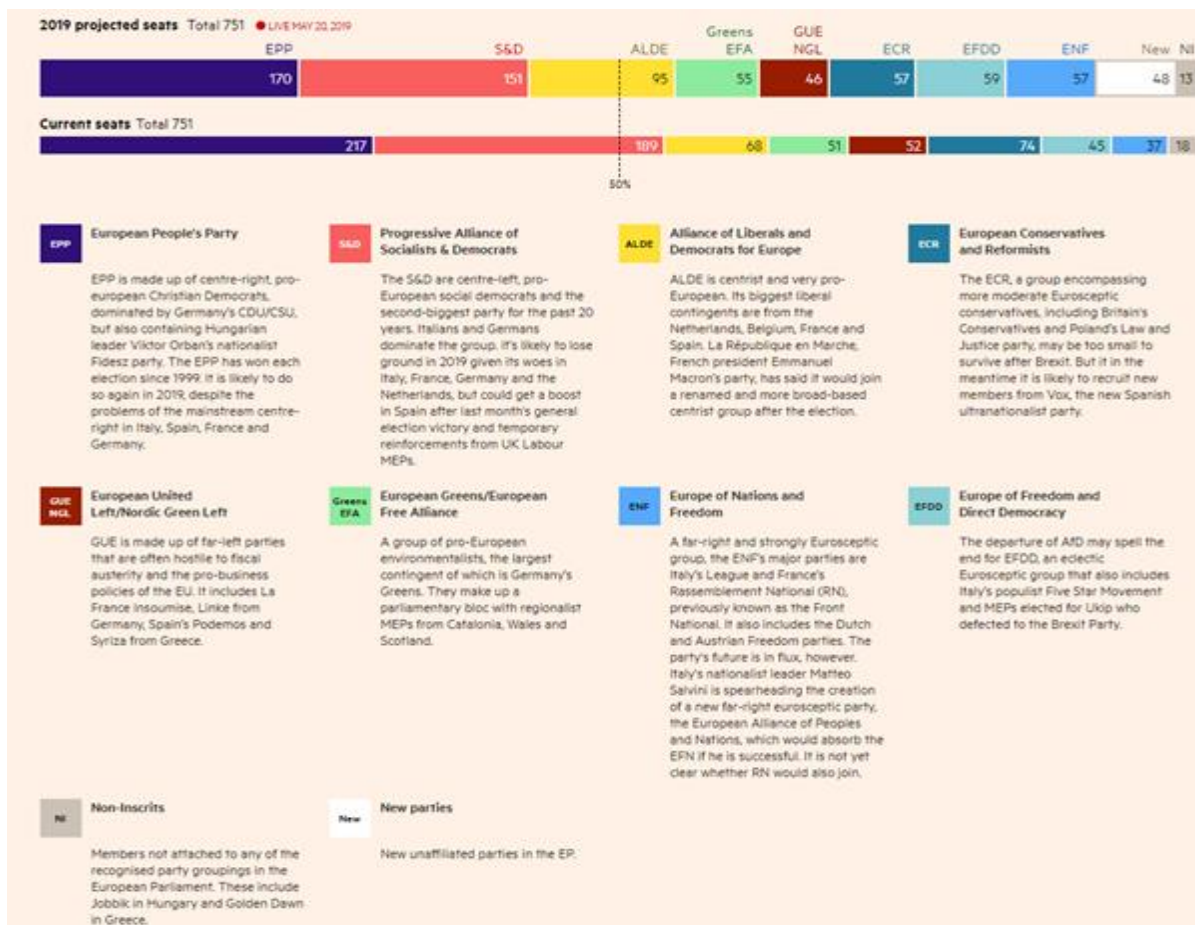 2019 projected seats Total 751 ● LIVE MAY 20, 2019
EPP S&D ALDE Greens EFA GUE NGL ECR EFDD ENF New NI
170 151 95 55 46 57 59 57 48 13
Current seats Total 751
217 189 68 51 52 74 45 37 18
50%
EPP
European People's Party
EPP is made up of centre-right, pro-
european Christian Democrats,
dominated by Germany's CDU/CSU,
but also containing Hungarian
leader Viktor Orban's nationalist
Fidesz party. The EPP has won each
election since 1999. It is likely to do
so again in 2019, despite the
problems of the mainstream centre-
right in Italy, Spain, France and
Germany.
S&D
Progressive Alliance of
Socialists & Democrats
The S&D are centre-left, pro-
European social democrats and the
second-biggest party for the past 20
years. Italians and Germans
dominate the group. It's likely to lose
ground in 2019 given its woes in
Italy, France, Germany and the
Netherlands, but could get a boost
in Spain after last month's general
election victory and temporary
reinforcements from UK Labour
MEPs.
ALDE
Alliance of Liberals and
Democrats for Europe
ALDE is centrist and very pro-
European. Its biggest liberal
contingents are from the
Netherlands, Belgium, France and
Spain. La République en Marche,
French president Emmanuel
Macron's party, has said it would join
a renamed and more broad-based
centrist group after the election.
ECR
European Conservatives
and Reformists
The ECR, a group encompassing
more moderate Eurosceptic
conservatives, including Britain's
Conservatives and Poland's Law and
Justice party, may be too small to
survive after Brexit. But it in the
meantime it is likely to recruit new
members from Vox, the new Spanish
ultranationalist party.
GUE
NGL
European United
Left/Nordic Green Left
GUE is made up of far-left parties
that are often hostile to fiscal
austerity and the pro-business
policies of the EU. It includes La
France Insoumise, Linke from
Germany, Spain's Podemos and
Syriza from Greece.
Greens
EFA
European Greens/European
Free Alliance
A group of pro-European
environmentalists, the largest
contingent of which is Germany's
Greens. They make up a
parliamentary bloc with regionalist
MEPs from Catalonia, Wales and
Scotland.
ENF
Europe of Nations and
Freedom
A far-right and strongly Eurosceptic
group, the ENF's major parties are
Italy's League and France's
Rassemblement National (RN),
previously known as the Front
National. It also includes the Dutch
and Austrian Freedom parties. The
party's future is in flux, however.
Italy's nationalist leader Matteo
Salvini is spearheading the creation
of a new far-right eurosceptic party,
the European Alliance of Peoples
and Nations, which would absorb the
EFN if he is successful. It is not yet
clear whether RN would also join.
EFDD
Europe of Freedom and
Direct Democracy
The departure of AfD may spell the
end for EFDD, an eclectic
Eurosceptic group that also includes
Italy's populist Five Star Movement
and MEPs elected for Ukip who
defected to the Brexit Party.
NI
Non-Inscrits
Members not attached to any of the
recognised party groupings in the
European Parliament. These include
Jobbik in Hungary and Golden Dawn
in Greece.
New
New parties
New unaffiliated parties in the EP.